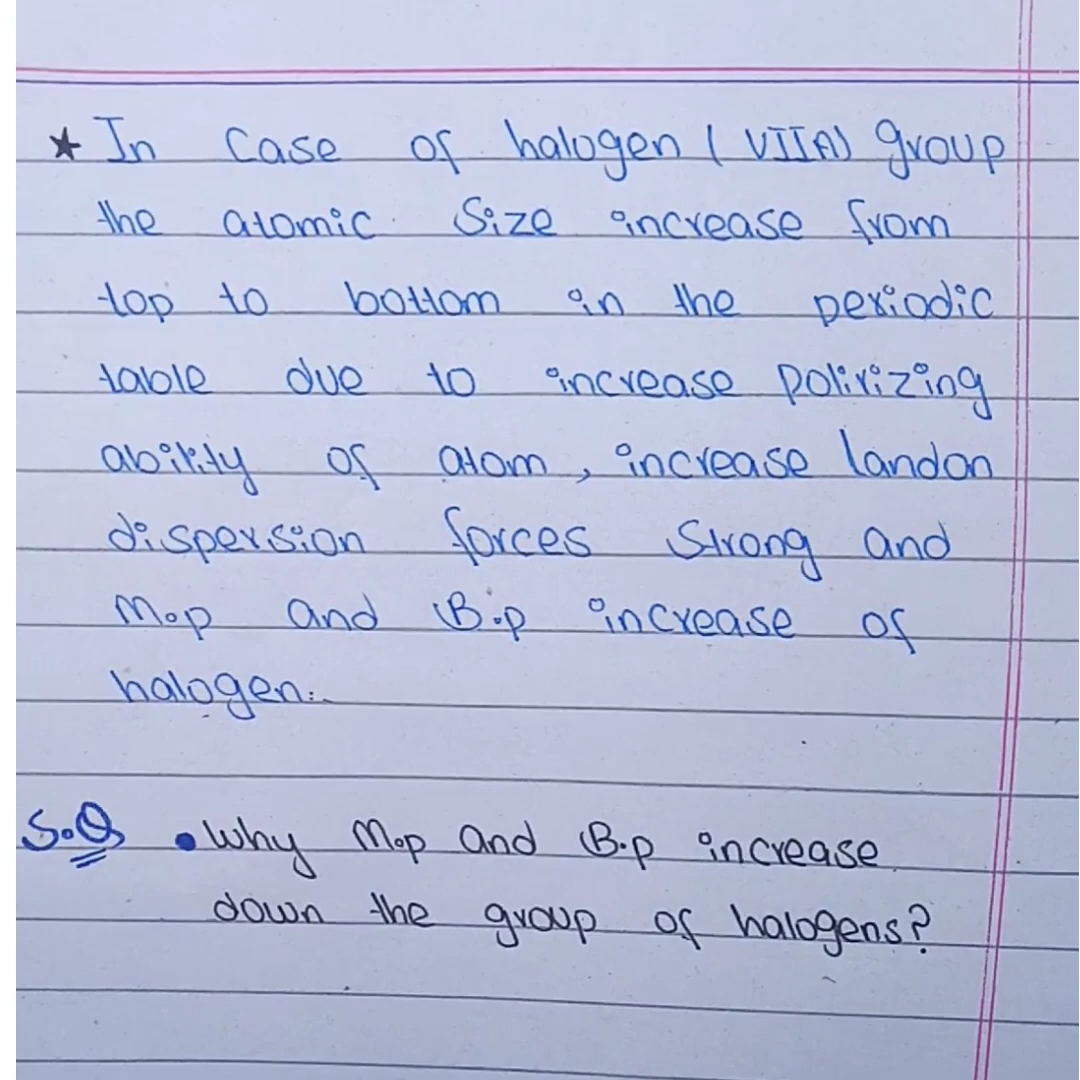 ★ In Case of halogen (VIIA) group
the atomic size increase from
top to bottom in the periodic
table due to increase polirizing
ability of atom, increase landon
dispersion forces Strong and
M.p and B.p increase of
halogen.
S.Q • Why M.p and B.p increase
down the group of halogens?